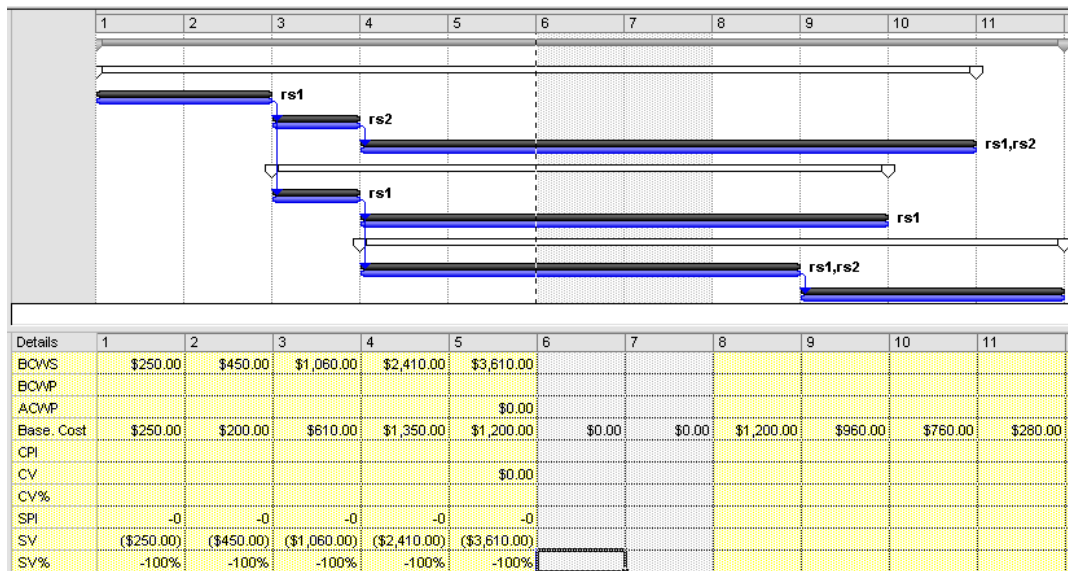 1 2 3 4 5 6 7 8 9 10 11
rs1
rs2
rs1,rs2
rs1
rs1
rs1,rs2
Details 1 2 3 4 5 6 7 8 9 10 11
BCWS $250.00 $450.00 $1,060.00 $2,410.00 $3,610.00
BCWP
ACWP $0.00
Base. Cost $250.00 $200.00 $610.00 $1,350.00 $1,200.00 $0.00 $0.00 $1,200.00 $960.00 $760.00 $280.00
CPI
CV $0.00
CV%
SPI -0 -0 -0 -0 -0
SV ($250.00) ($450.00) ($1,060.00) ($2,410.00) ($3,610.00)
SV% -100% -100% -100% -100% -100%